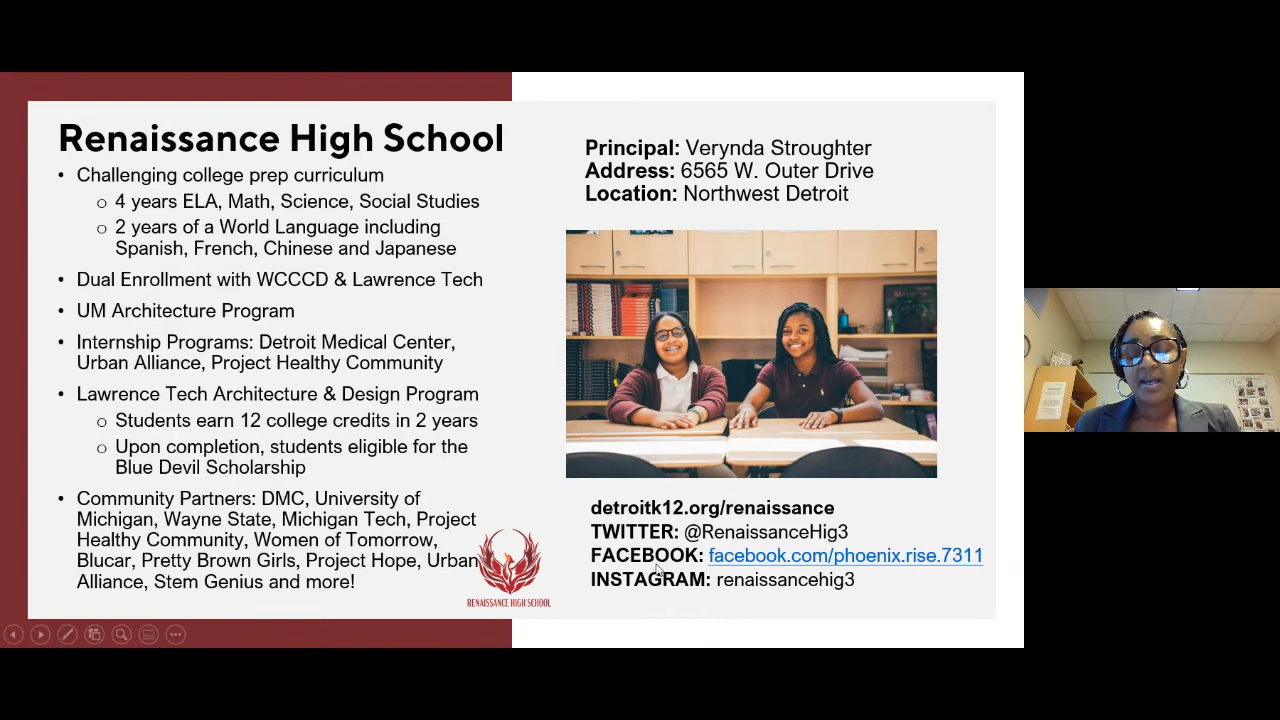 Renaissance High School
• Challenging college prep curriculum
o 4 years ELA, Math, Science, Social Studies
o 2 years of a World Language including
Spanish, French, Chinese and Japanese
• Dual Enrollment with WCCCD & Lawrence Tech
• UM Architecture Program
• Internship Programs: Detroit Medical Center,
Urban Alliance, Project Healthy Community
• Lawrence Tech Architecture & Design Program
o Students earn 12 college credits in 2 years
o Upon completion, students eligible for the
Blue Devil Scholarship
• Community Partners: DMC, University of
Michigan, Wayne State, Michigan Tech, Project
Healthy Community, Women of Tomorrow,
Blucar, Pretty Brown Girls, Project Hope, Urban
Alliance, Stem Genius and more!
RENAISSANCE HIGH SCHOOL
Principal: Verynda Stroughter
Address: 6565 W. Outer Drive
Location: Northwest Detroit
detroitk12.org/renaissance
TWITTER: @RenaissanceHig3
FACEBOOK: facebook.com/phoenix.rise.7311
INSTAGRAM: renaissancehig3